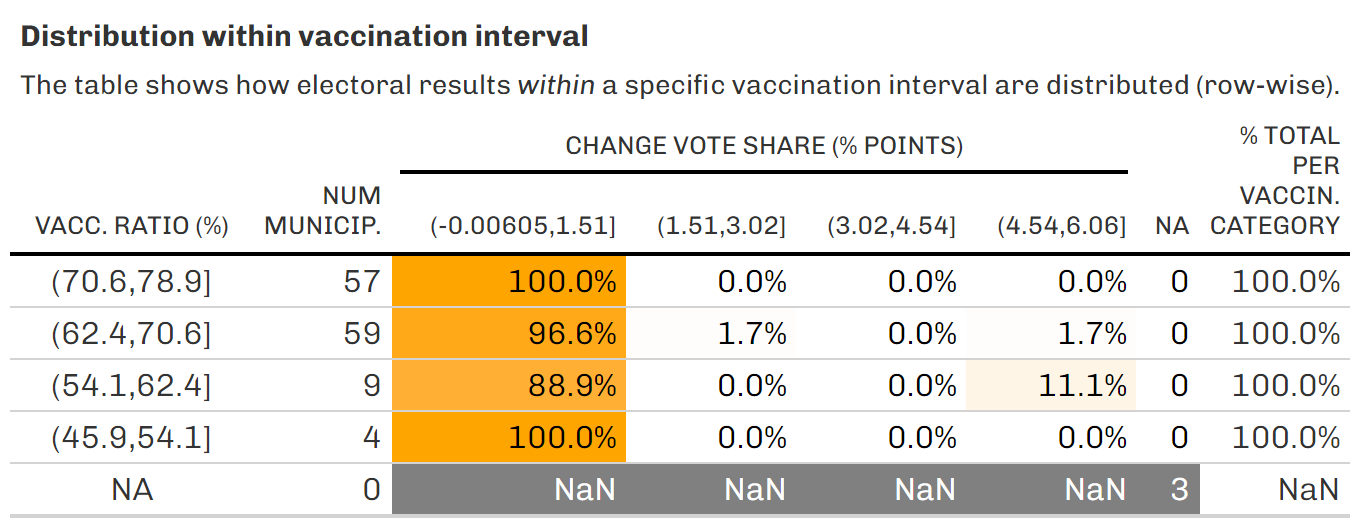 Distribution within vaccination interval
The table shows how electoral results within a specific vaccination interval are distributed (row-wise).
CHANGE VOTE SHARE (% POINTS)
% TOTAL
PER
NUM VACCIN.
VACC. RATIO (%) MUNICIP. (-0.00605,1.51] (1.51,3.02] (3.02,4.54] (4.54,6.06] NA CATEGORY
(70.6,78.9] 57 100.0% 0.0% 0.0% 0.0% 0 100.0%
(62.4,70.6] 59 96.6% 1.7% 0.0% 1.7% 0 100.0%
(54.1,62.4] 9 88.9% 0.0% 0.0% 11.1% 0 100.0%
(45.9,54.1] 4 100.0% 0.0% 0.0% 0.0% 0 100.0%
NA 0 NaN NaN NaN NaN 3 NaN